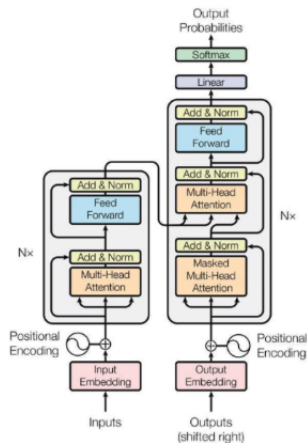 Output
Probabilities
Softmax
Linear
Add & Norm
Feed
Forward
Add & Norm
Multi-Head
Attention
Add & Norm
Masked
Multi-Head
Attention
N×
Positional
Encoding
Output
Embedding
Outputs
(shifted right)
Add & Norm
Feed
Forward
Add & Norm
Multi-Head
Attention
N×
Positional
Encoding
Input
Embedding
Inputs